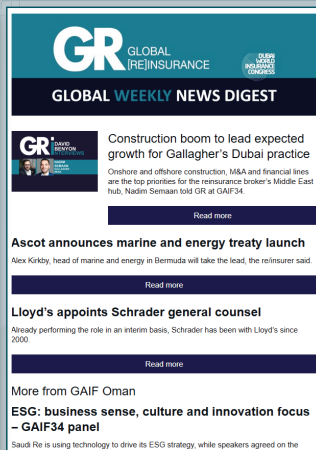 GR GLOBAL
[RE]INSURANCE
DUBAI
WORLD
INSURANCE
CONGRESS
GLOBAL WEEKLY NEWS DIGEST
GR
DAVID
BENYON
INTERVIEWS
NADIM
SEMAAN
GALLAGHER
Construction boom to lead expected
growth for Gallagher's Dubai practice
Onshore and offshore construction, M&A and financial lines
are the top priorities for the reinsurance broker's Middle East
hub, Nadim Semaan told GR at GAIF34.
Read more
Ascot announces marine and energy treaty launch
Alex Kirkby, head of marine and energy in Bermuda will take the lead, the re/insurer said.
Read more
Lloyd's appoints Schrader general counsel
Already performing the role in an interim basis, Schrader has been with Lloyd's since
2000.
Read more
More from GAIF Oman
ESG: business sense, culture and innovation focus
– GAIF34 panel
Saudi Re is using technology to drive its ESG strategy, while speakers agreed on the